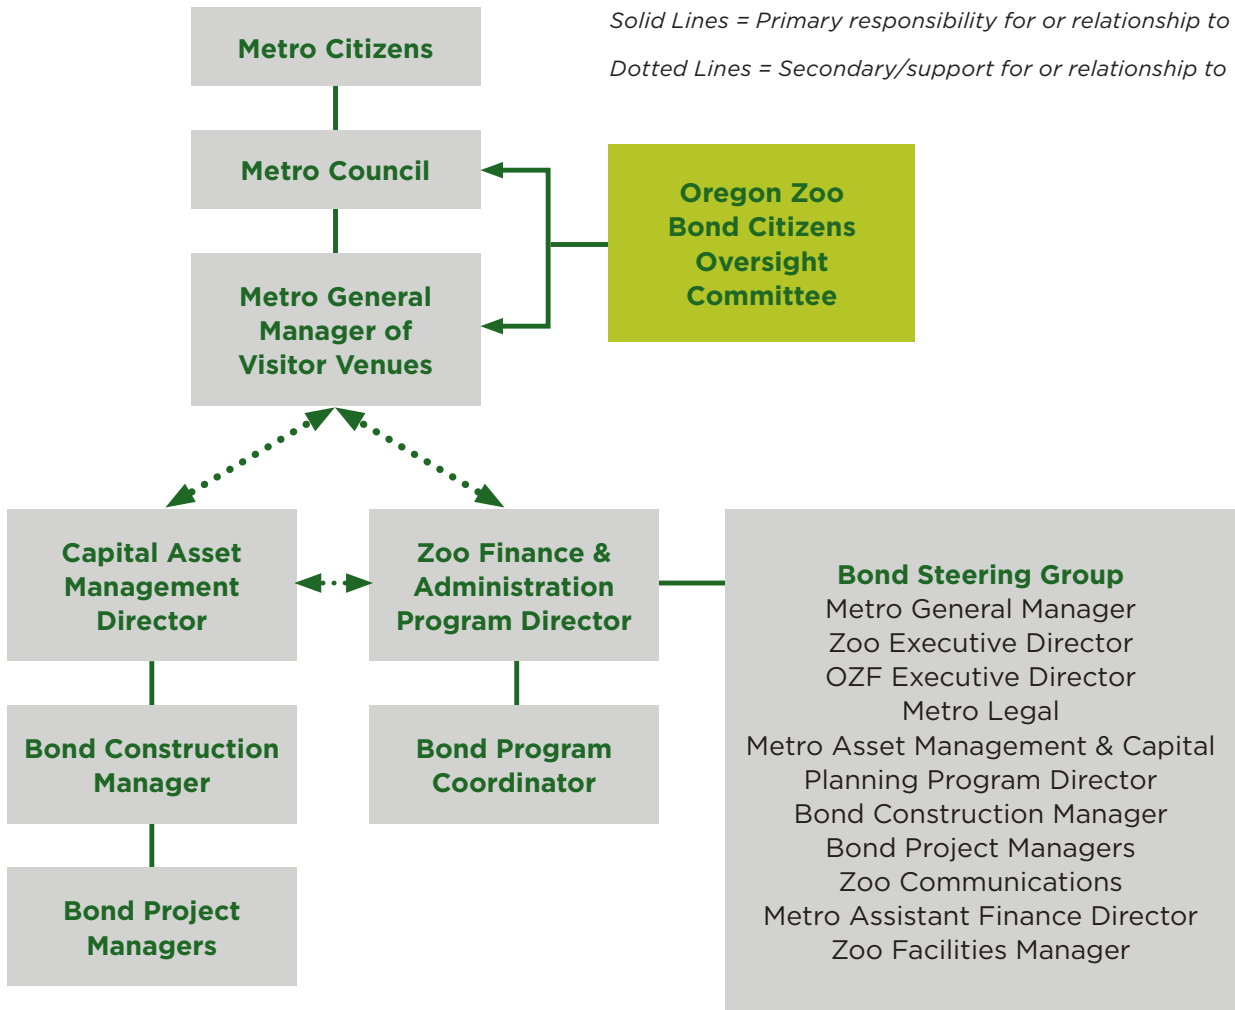 Solid Lines = Primary responsibility for or relationship to
Dotted Lines = Secondary/support for or relationship to
Metro Citizens
Metro Council
Metro General
Manager of
Visitor Venues
Oregon Zoo
Bond Citizens
Oversight
Committee
Capital Asset
Management
Director
Zoo Finance &
Administration
Program Director
Bond Construction
Manager
Bond Program
Coordinator
Bond Project
Managers
Bond Steering Group
Metro General Manager
Zoo Executive Director
OZF Executive Director
Metro Legal
Metro Asset Management & Capital
Planning Program Director
Bond Construction Manager
Bond Project Managers
Zoo Communications
Metro Assistant Finance Director
Zoo Facilities Manager